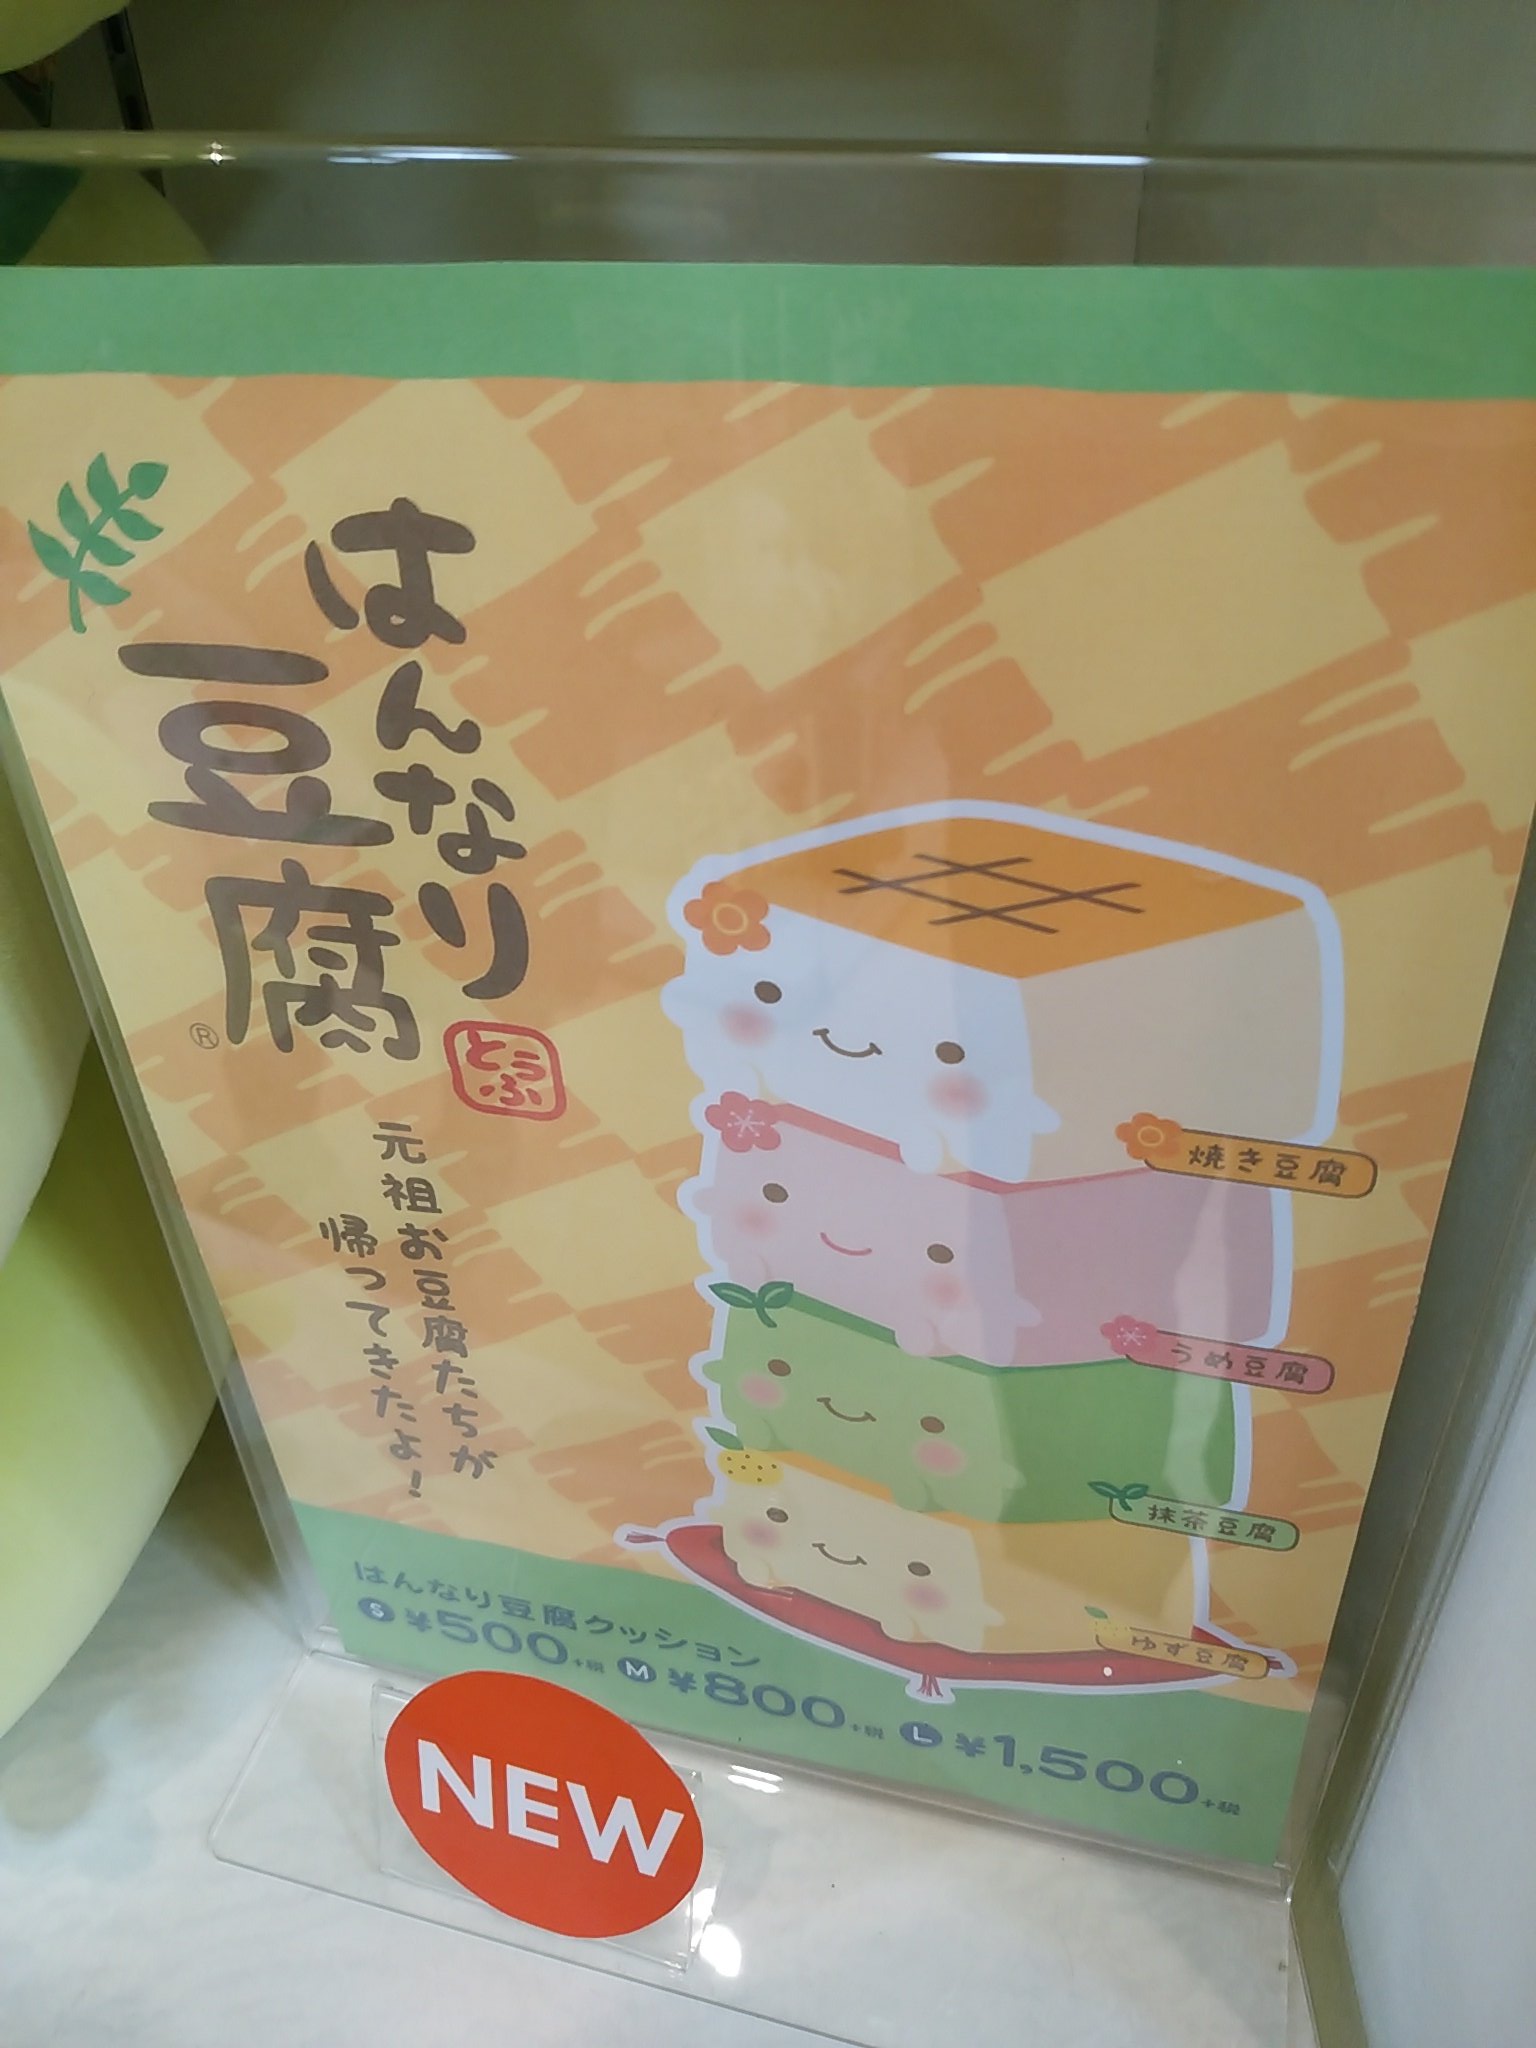 はんなり
豆腐
®
とうふ
元祖お豆腐たちが
帰ってきたよ!
焼き豆腐
うめ豆腐
抹茶豆腐
ゆず豆腐
はんなり豆腐クッション
S ¥500+税 M ¥800+税 L ¥1,500+税
NEW